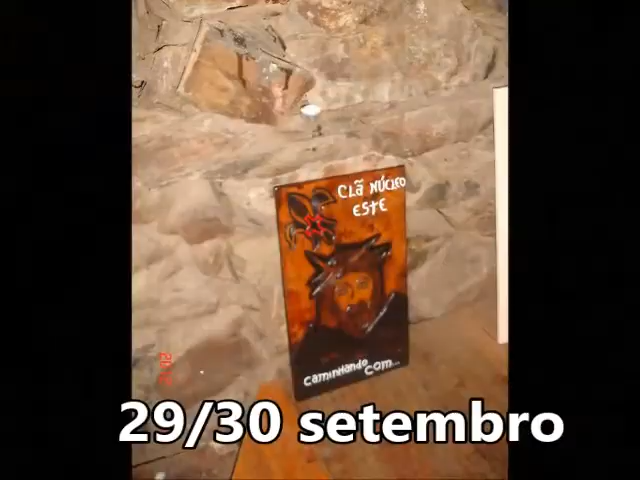 CLÃ NÚCLEO
ESTE
CAMINHANDO
COM...
29/30 setembro